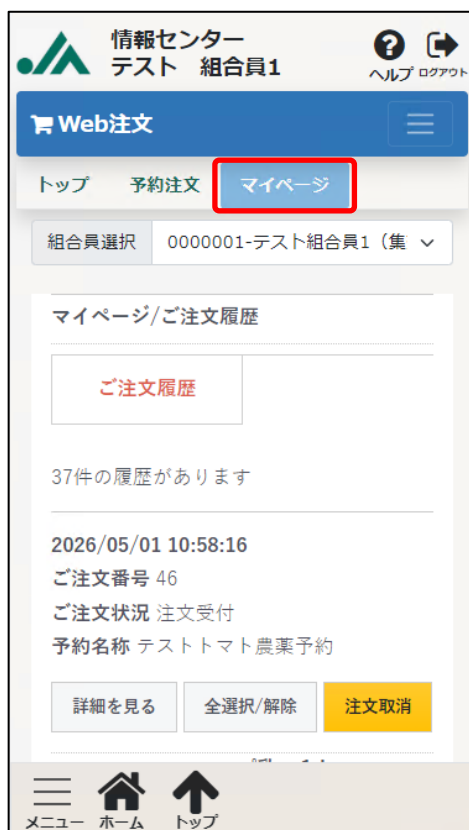 情報センター
テスト 組合員1
ヘルプ ログアウト
Web注文
トップ 予約注文 マイページ
組合員選択 0000001-テスト組合員1（集
マイページ/ご注文履歴
ご注文履歴
37件の履歴があります
2026/05/01 10:58:16
ご注文番号 46
ご注文状況 注文受付
予約名称 テストトマト農薬予約
詳細を見る 全選択/解除 注文取消
メニュー ホーム トップ